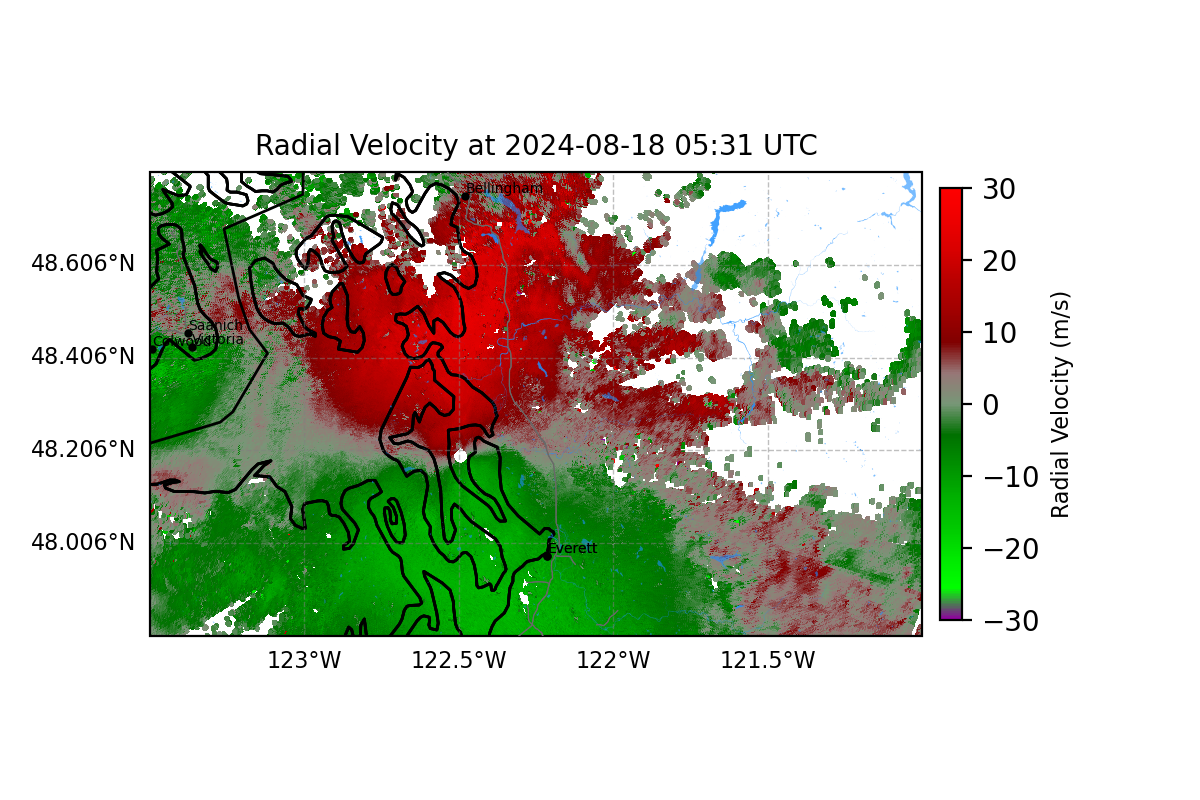 Radial Velocity at 2024-08-18 05:31 UTC
Bellingham
48.606°N
Saanich
Victoria
Colwood
48.406°N
48.206°N
48.006°N
Everett
123°W
122.5°W
122°W
121.5°W
30
20
10
0
−10
−20
−30
Radial Velocity (m/s)